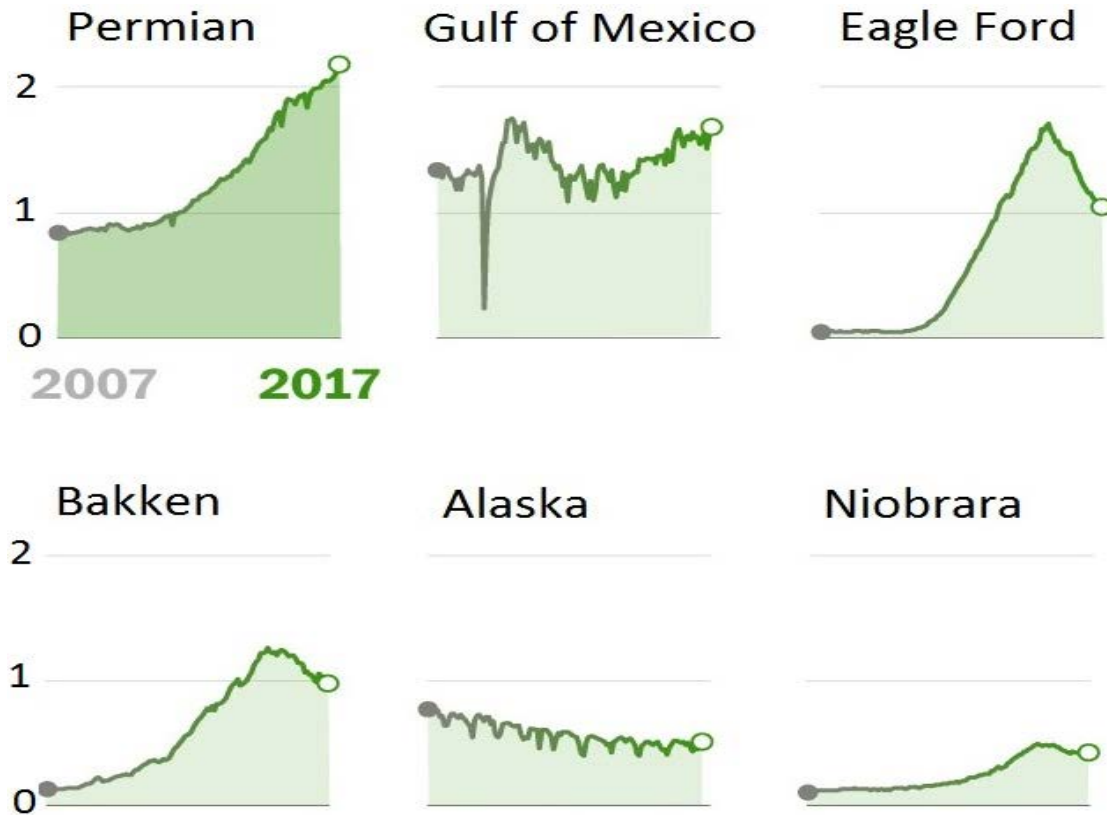 Permian
Gulf of Mexico
Eagle Ford
2
1
0
2007
2017
Bakken
Alaska
Niobrara
2
1
0